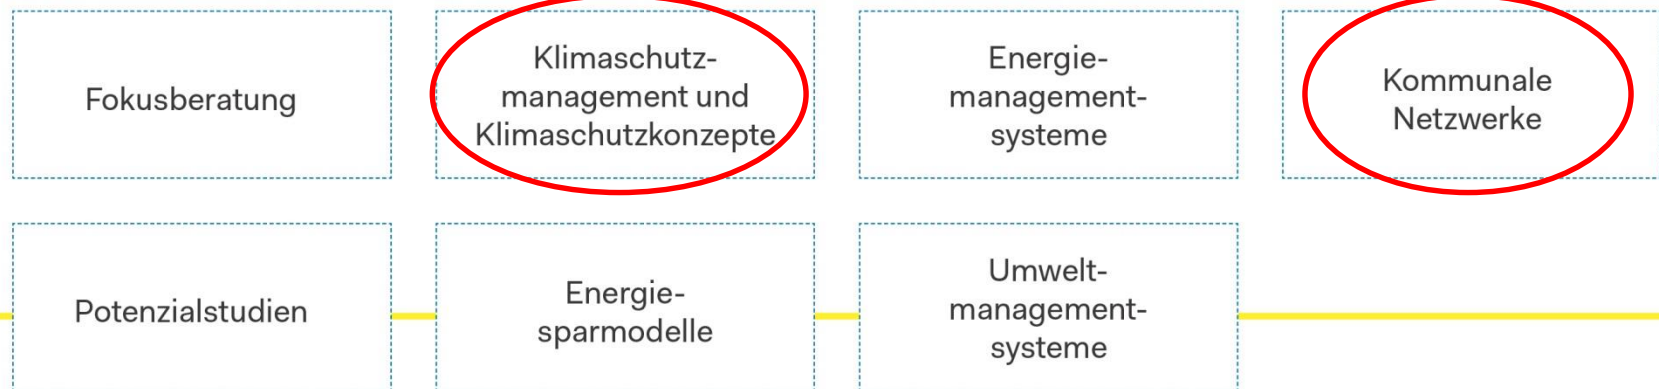 Fokusberatung
Klimaschutz-
management und
Klimaschutzkonzepte
Energie-
management-
systeme
Kommunale
Netzwerke
Potenzialstudien
Energie-
sparmodelle
Umwelt-
management-
systeme